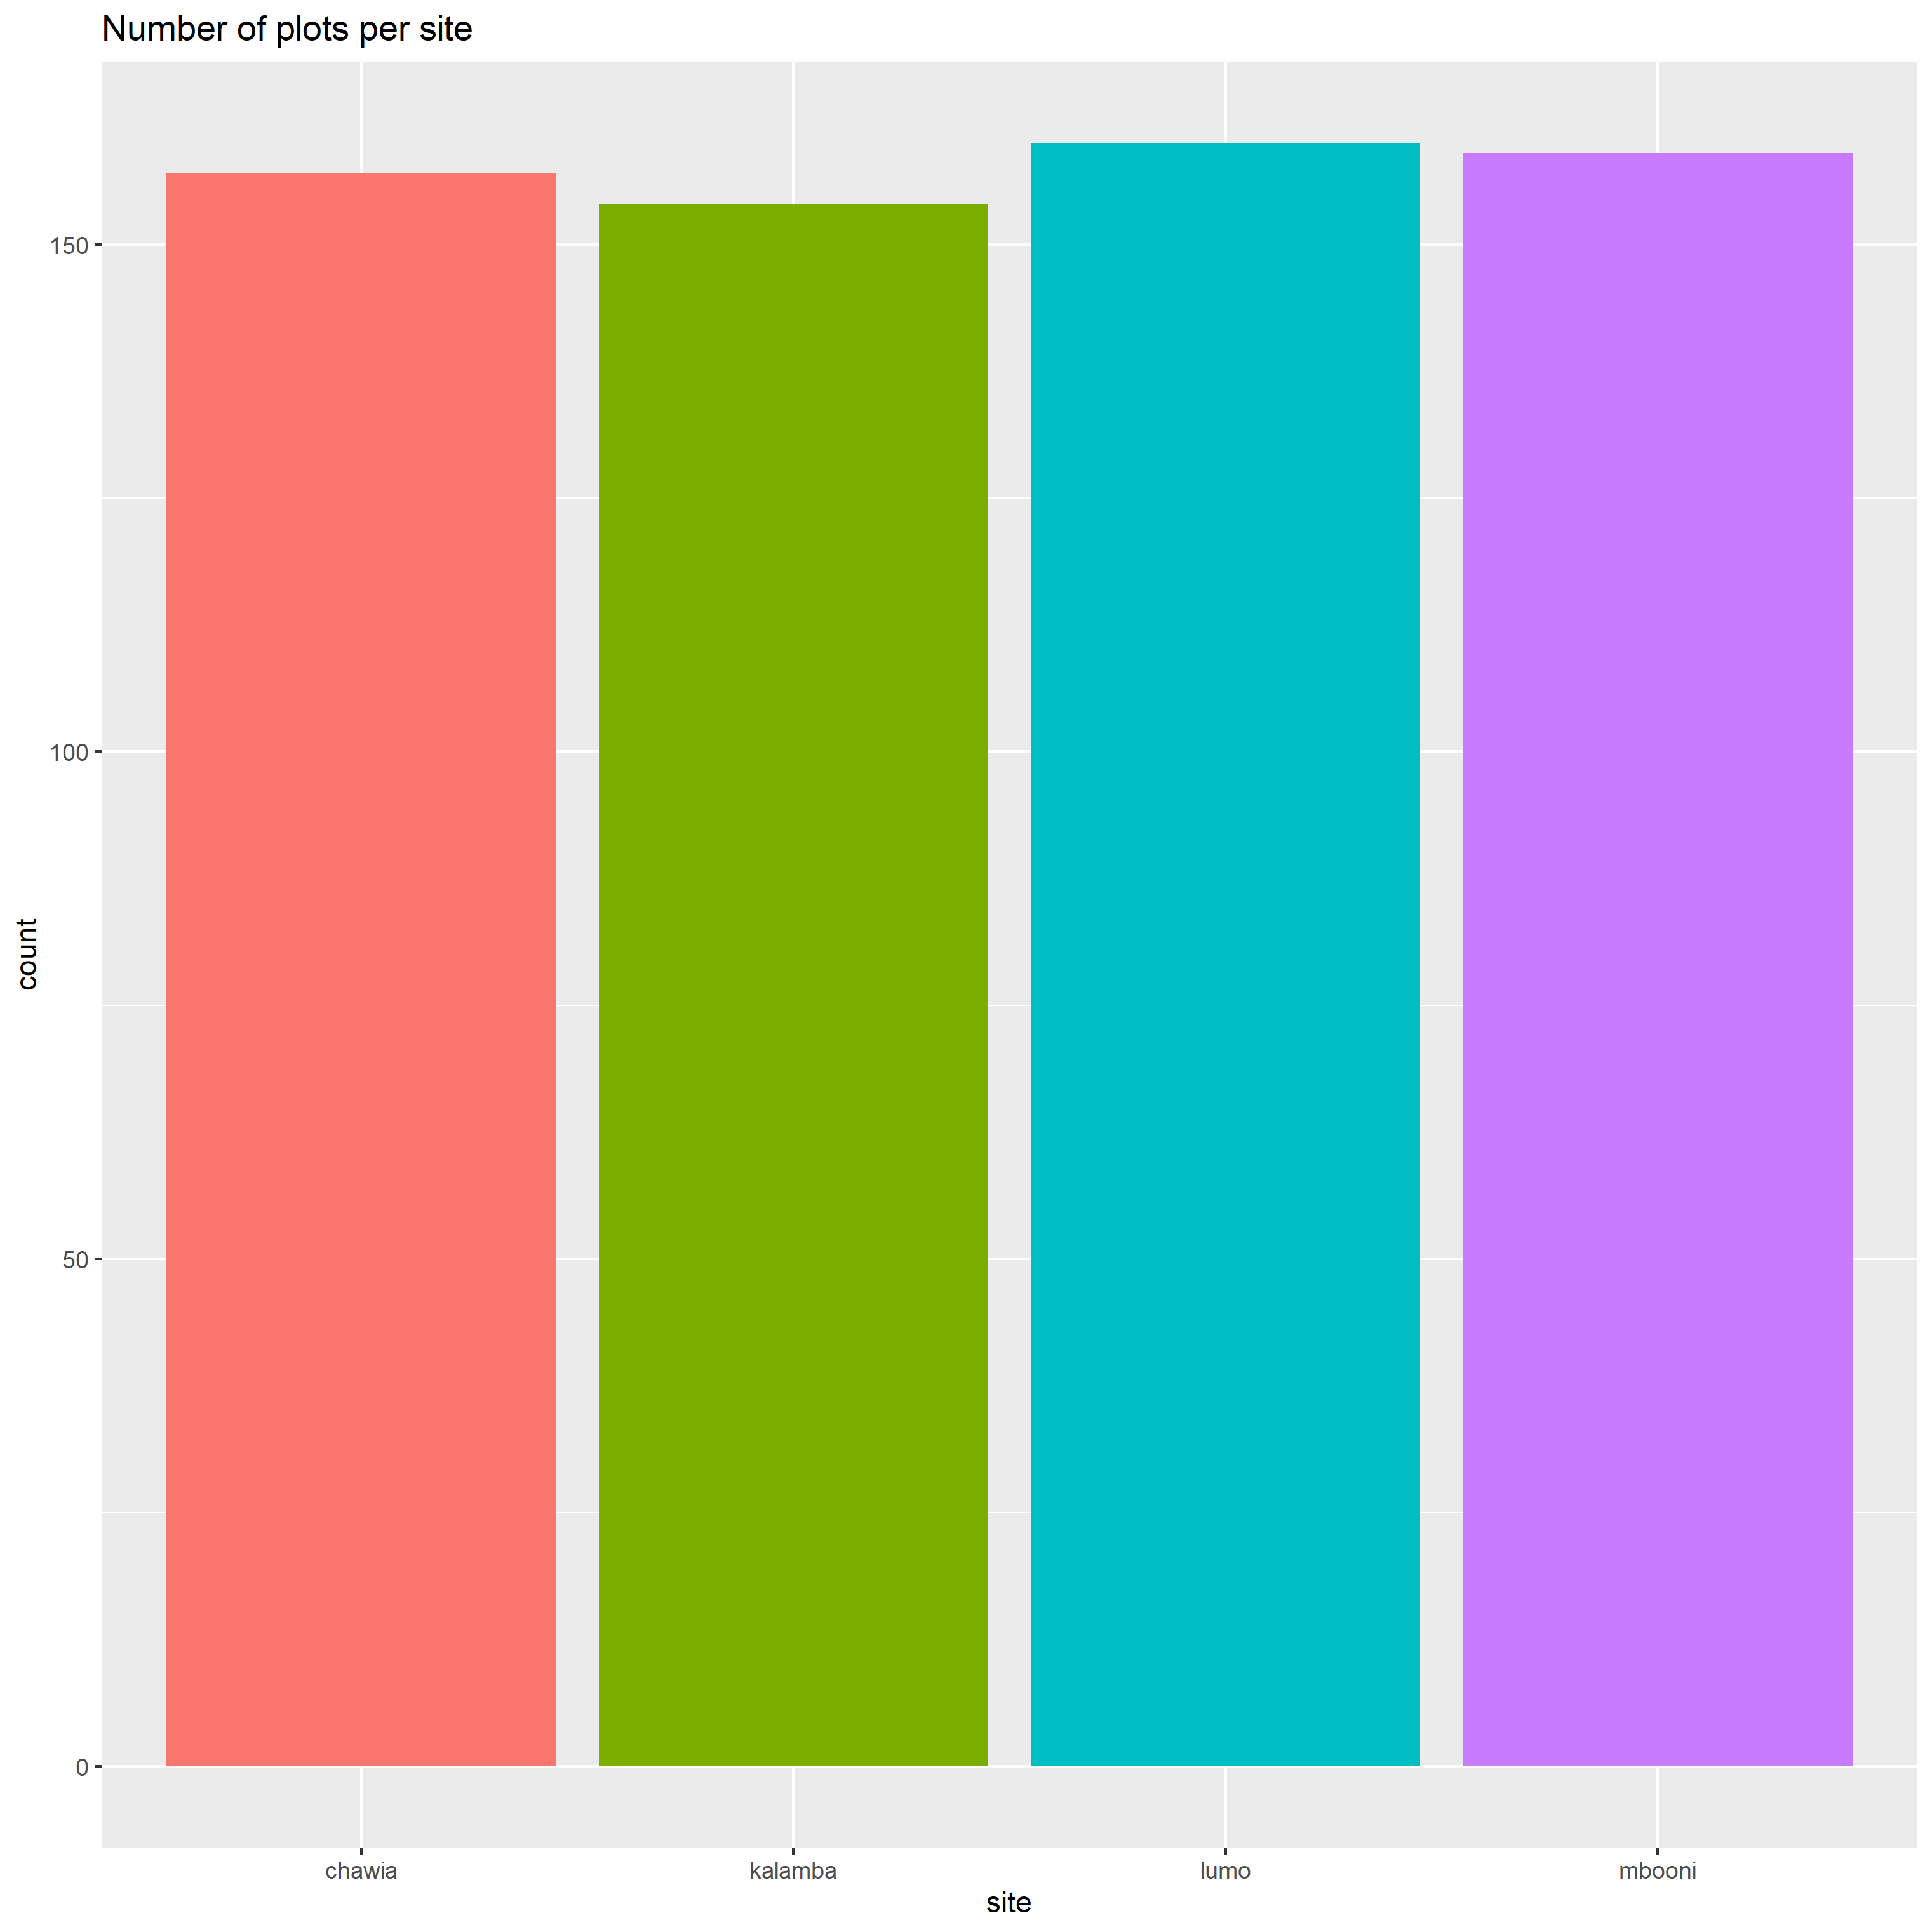 Number of plots per site
150
100
50
0
count
chawia
kalamba
lumo
mbooni
site